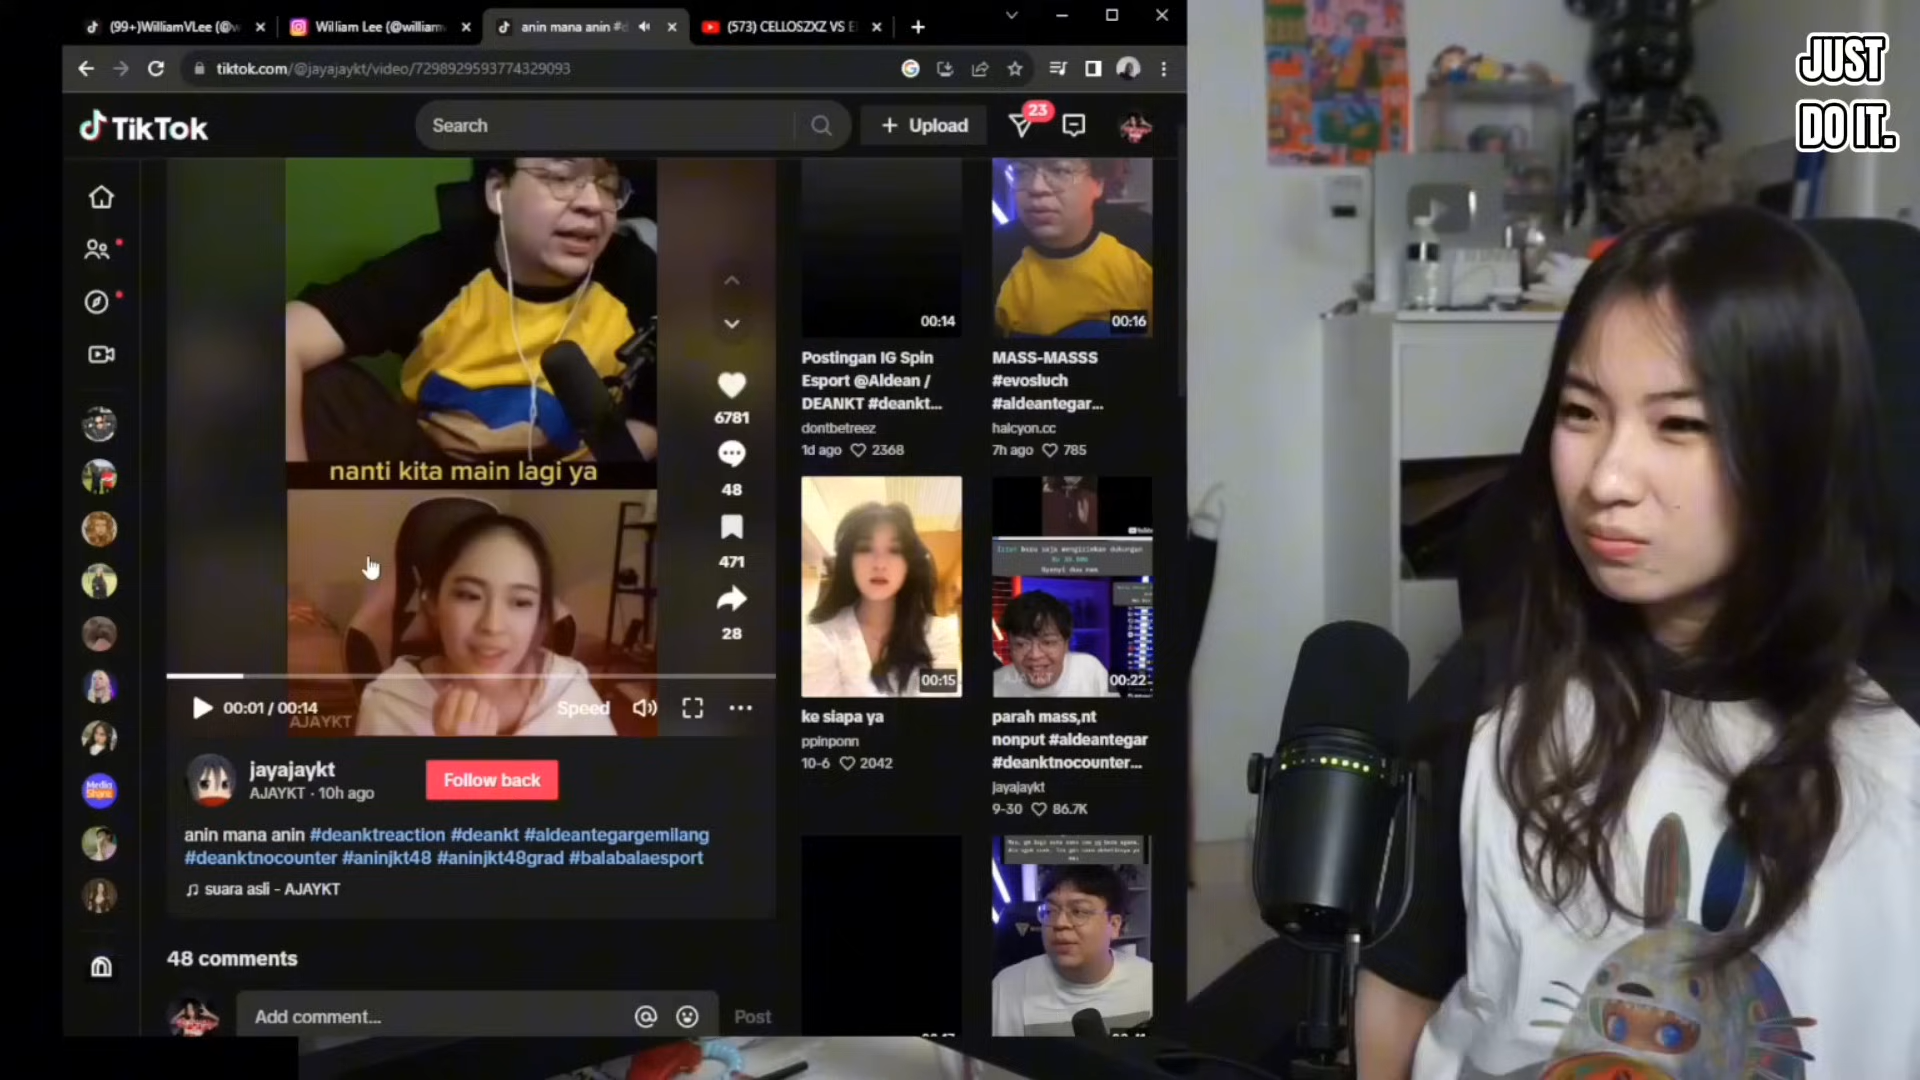 (99+)WilliamVLee (@w
William Lee (@william
anin mana anin #d
(573) CELLOSZXZ VS E
tiktok.com/@jayajaykt/video/7298929593774329093
TikTok
Search
+ Upload
23
JUST
DO IT.
6781
48
471
28
nanti kita main lagi ya
00:01 / 00:14
Speed
AJAYKT
00:14
Postingan IG Spin
Esport @Aldean /
DEANKT #deankt...
dontbetreez
1d ago 2368
00:16
MASS-MASSS
#evosluch
#aldeantegar...
halcyon.cc
7h ago 785
00:15
ke siapa ya
ppinponn
10-6 2042
AJAYKT
00:22
parah mass,nt
nonput #aldeantegar
#deanktnocounter...
jayajaykt
9-30 86.7K
jayajaykt
AJAYKT · 10h ago
Follow back
anin mana anin #deanktreaction #deankt #aldeantegargemilang
#deanktnocounter #aninjkt48 #aninjkt48grad #balabalaesport
suara asli - AJAYKT
Media
Share
48 comments
Add comment...
Post